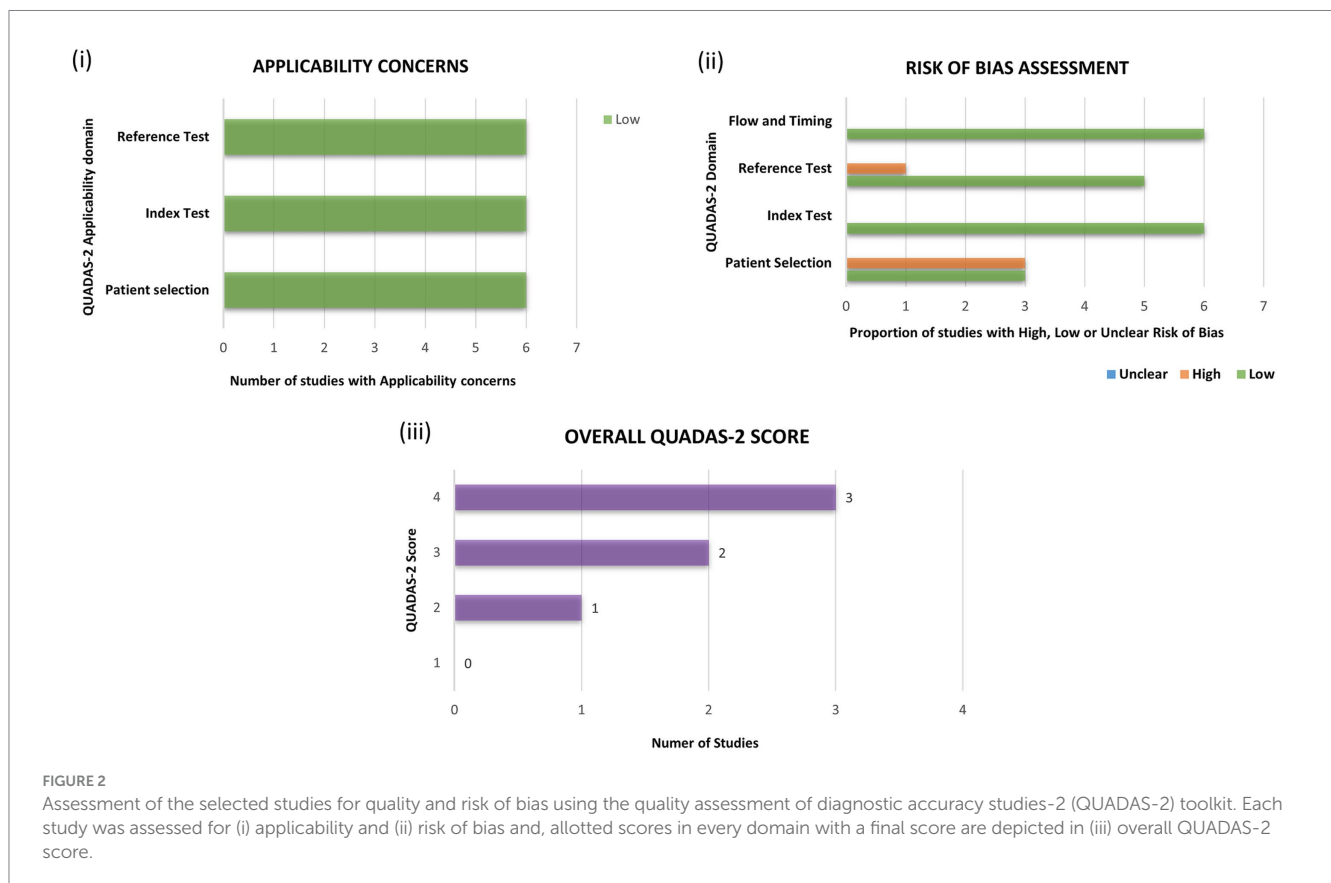 (i)
APPLICABILITY CONCERNS
QUADAS-2 Applicability domain
Reference Test
Index Test
Patient selection
0 1 2 3 4 5 6 7
Number of studies with Applicability concerns
Low
(ii)
RISK OF BIAS ASSESSMENT
QUADAS-2 Domain
Flow and Timing
Reference Test
Index Test
Patient Selection
0 1 2 3 4 5 6 7
Proportion of studies with High, Low or Unclear Risk of Bias
Unclear High Low
(iii)
OVERALL QUADAS-2 SCORE
QUADAS-2 Score
4 3
3 2
2 1
1 0
0 1 2 3 4
Numer of Studies
FIGURE 2
Assessment of the selected studies for quality and risk of bias using the quality assessment of diagnostic accuracy studies-2 (QUADAS-2) toolkit. Each
study was assessed for (i) applicability and (ii) risk of bias and, allotted scores in every domain with a final score are depicted in (iii) overall QUADAS-2
score.